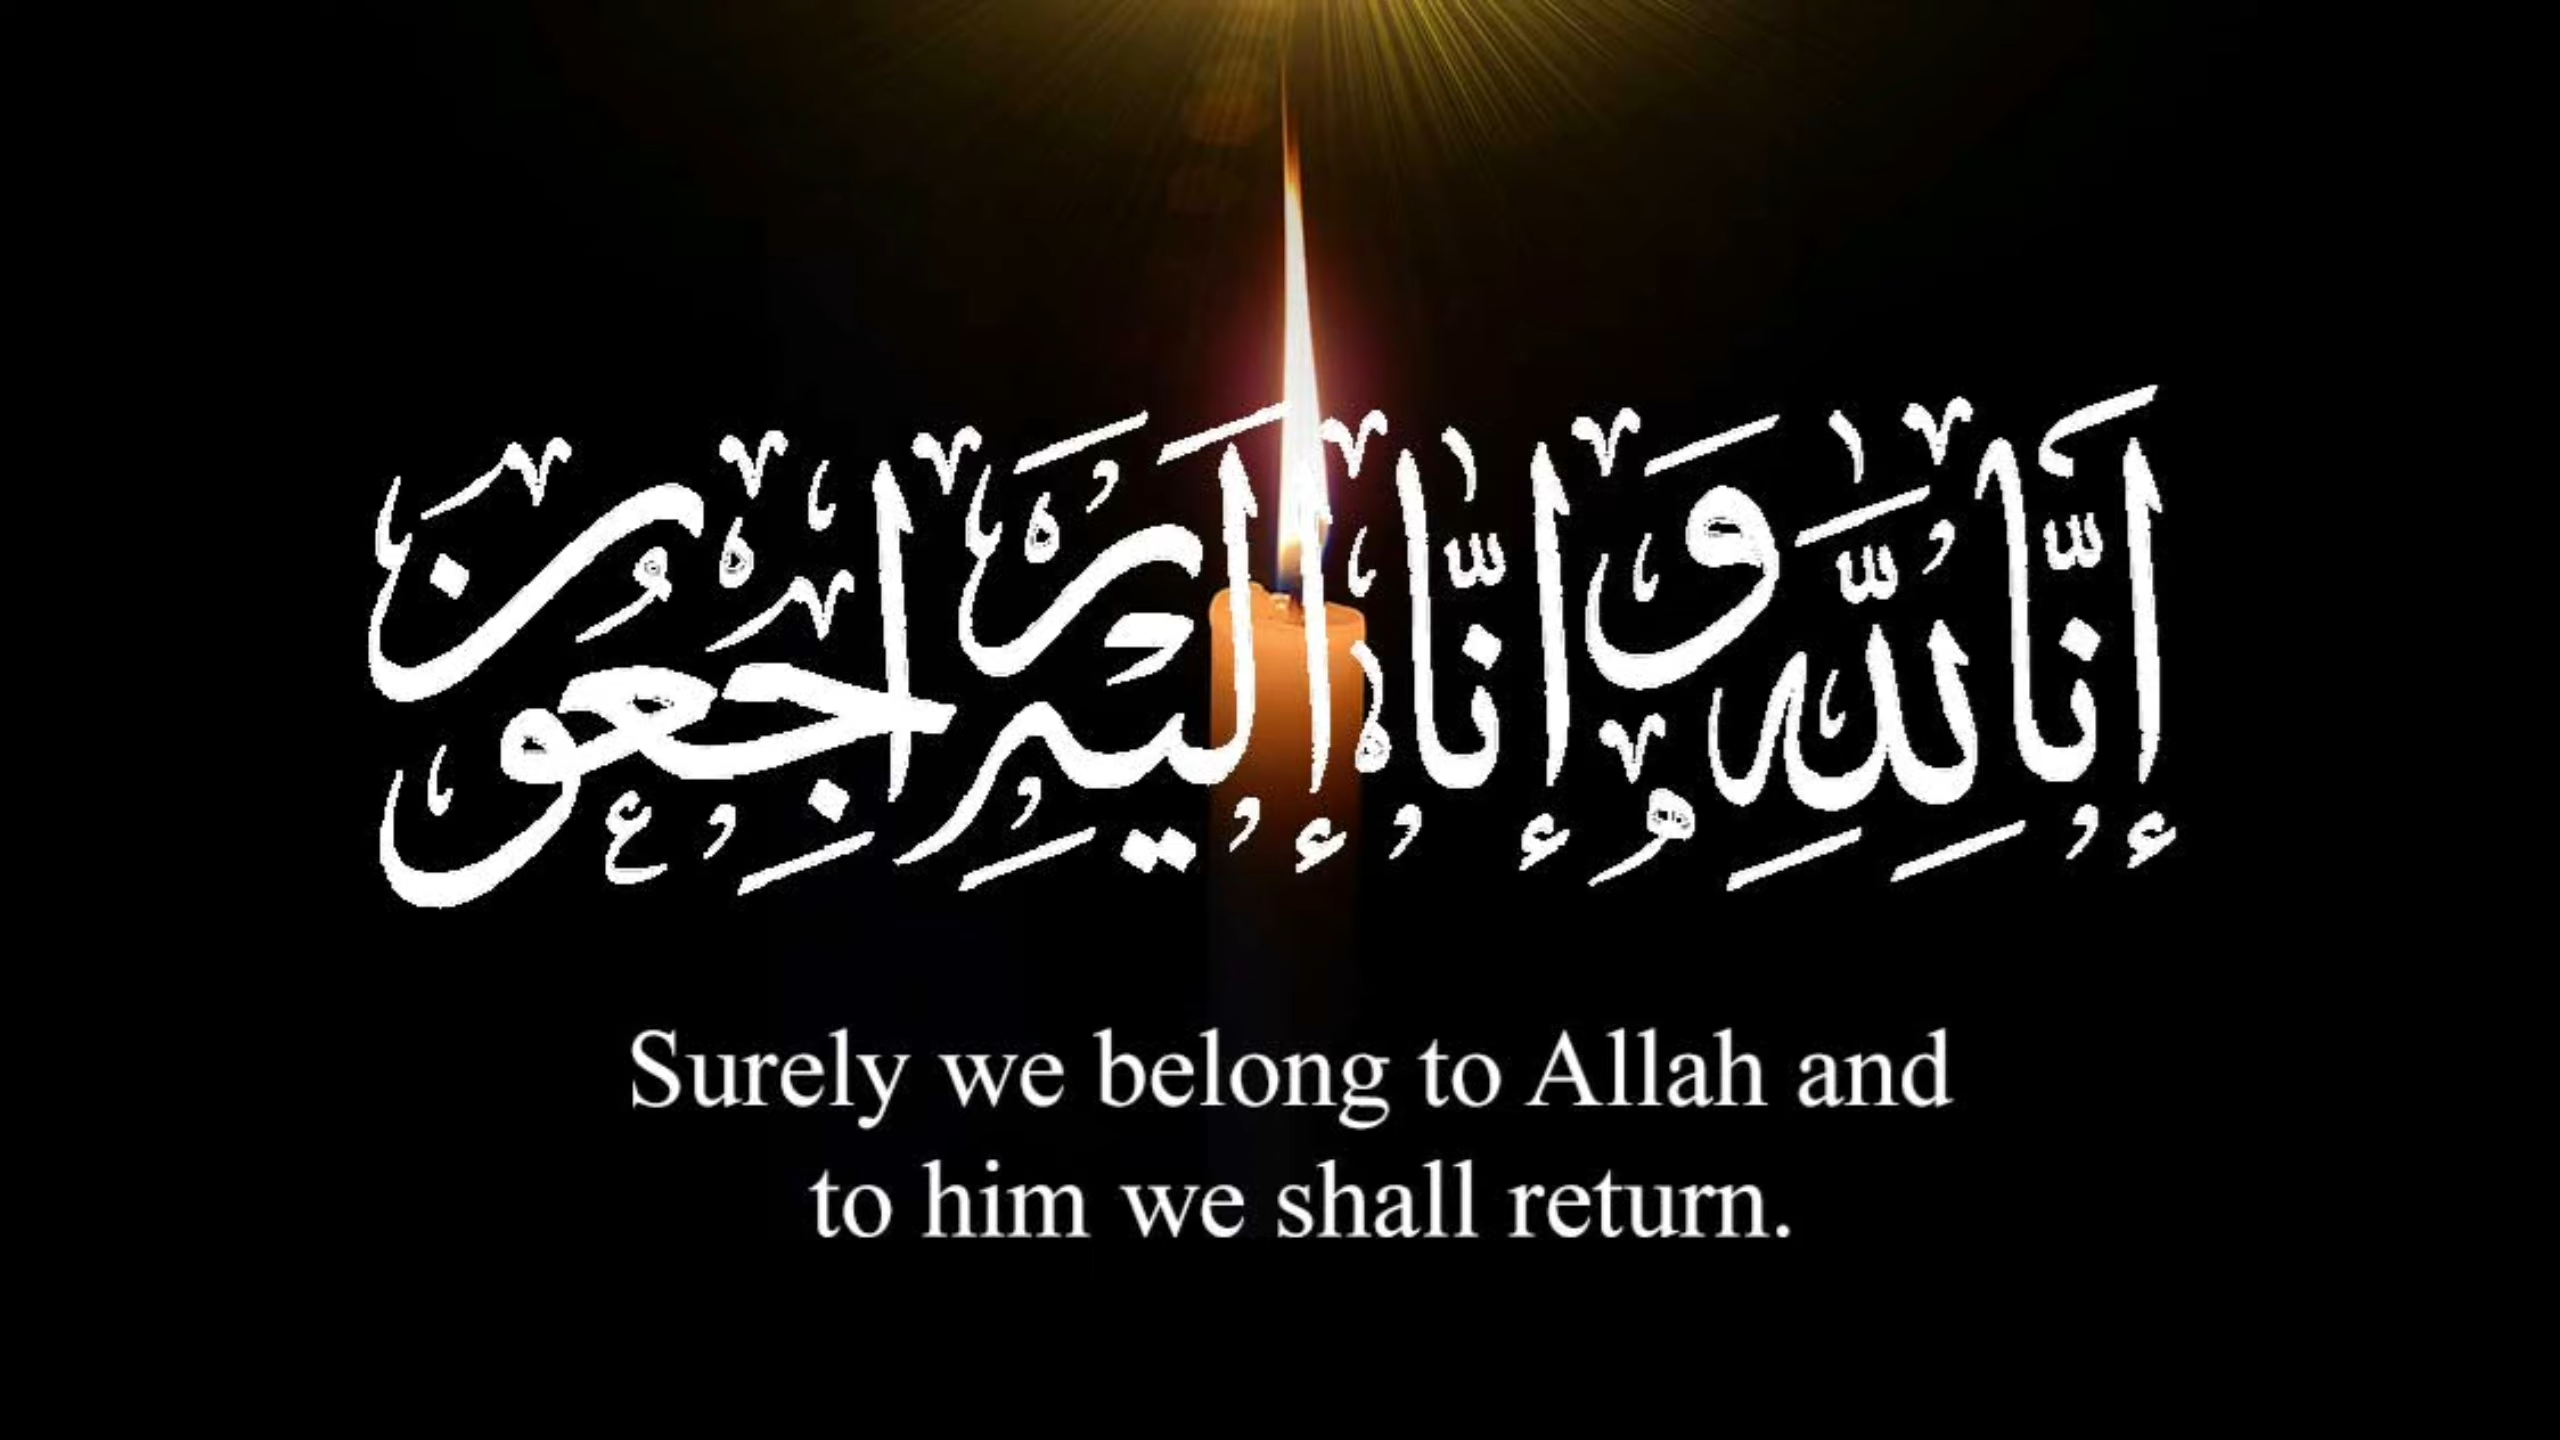 إِنَّا لِلَّٰهِ وَإِنَّا إِلَيْهِ رَاجِعُونَ
Surely we belong to Allah and
to him we shall return.